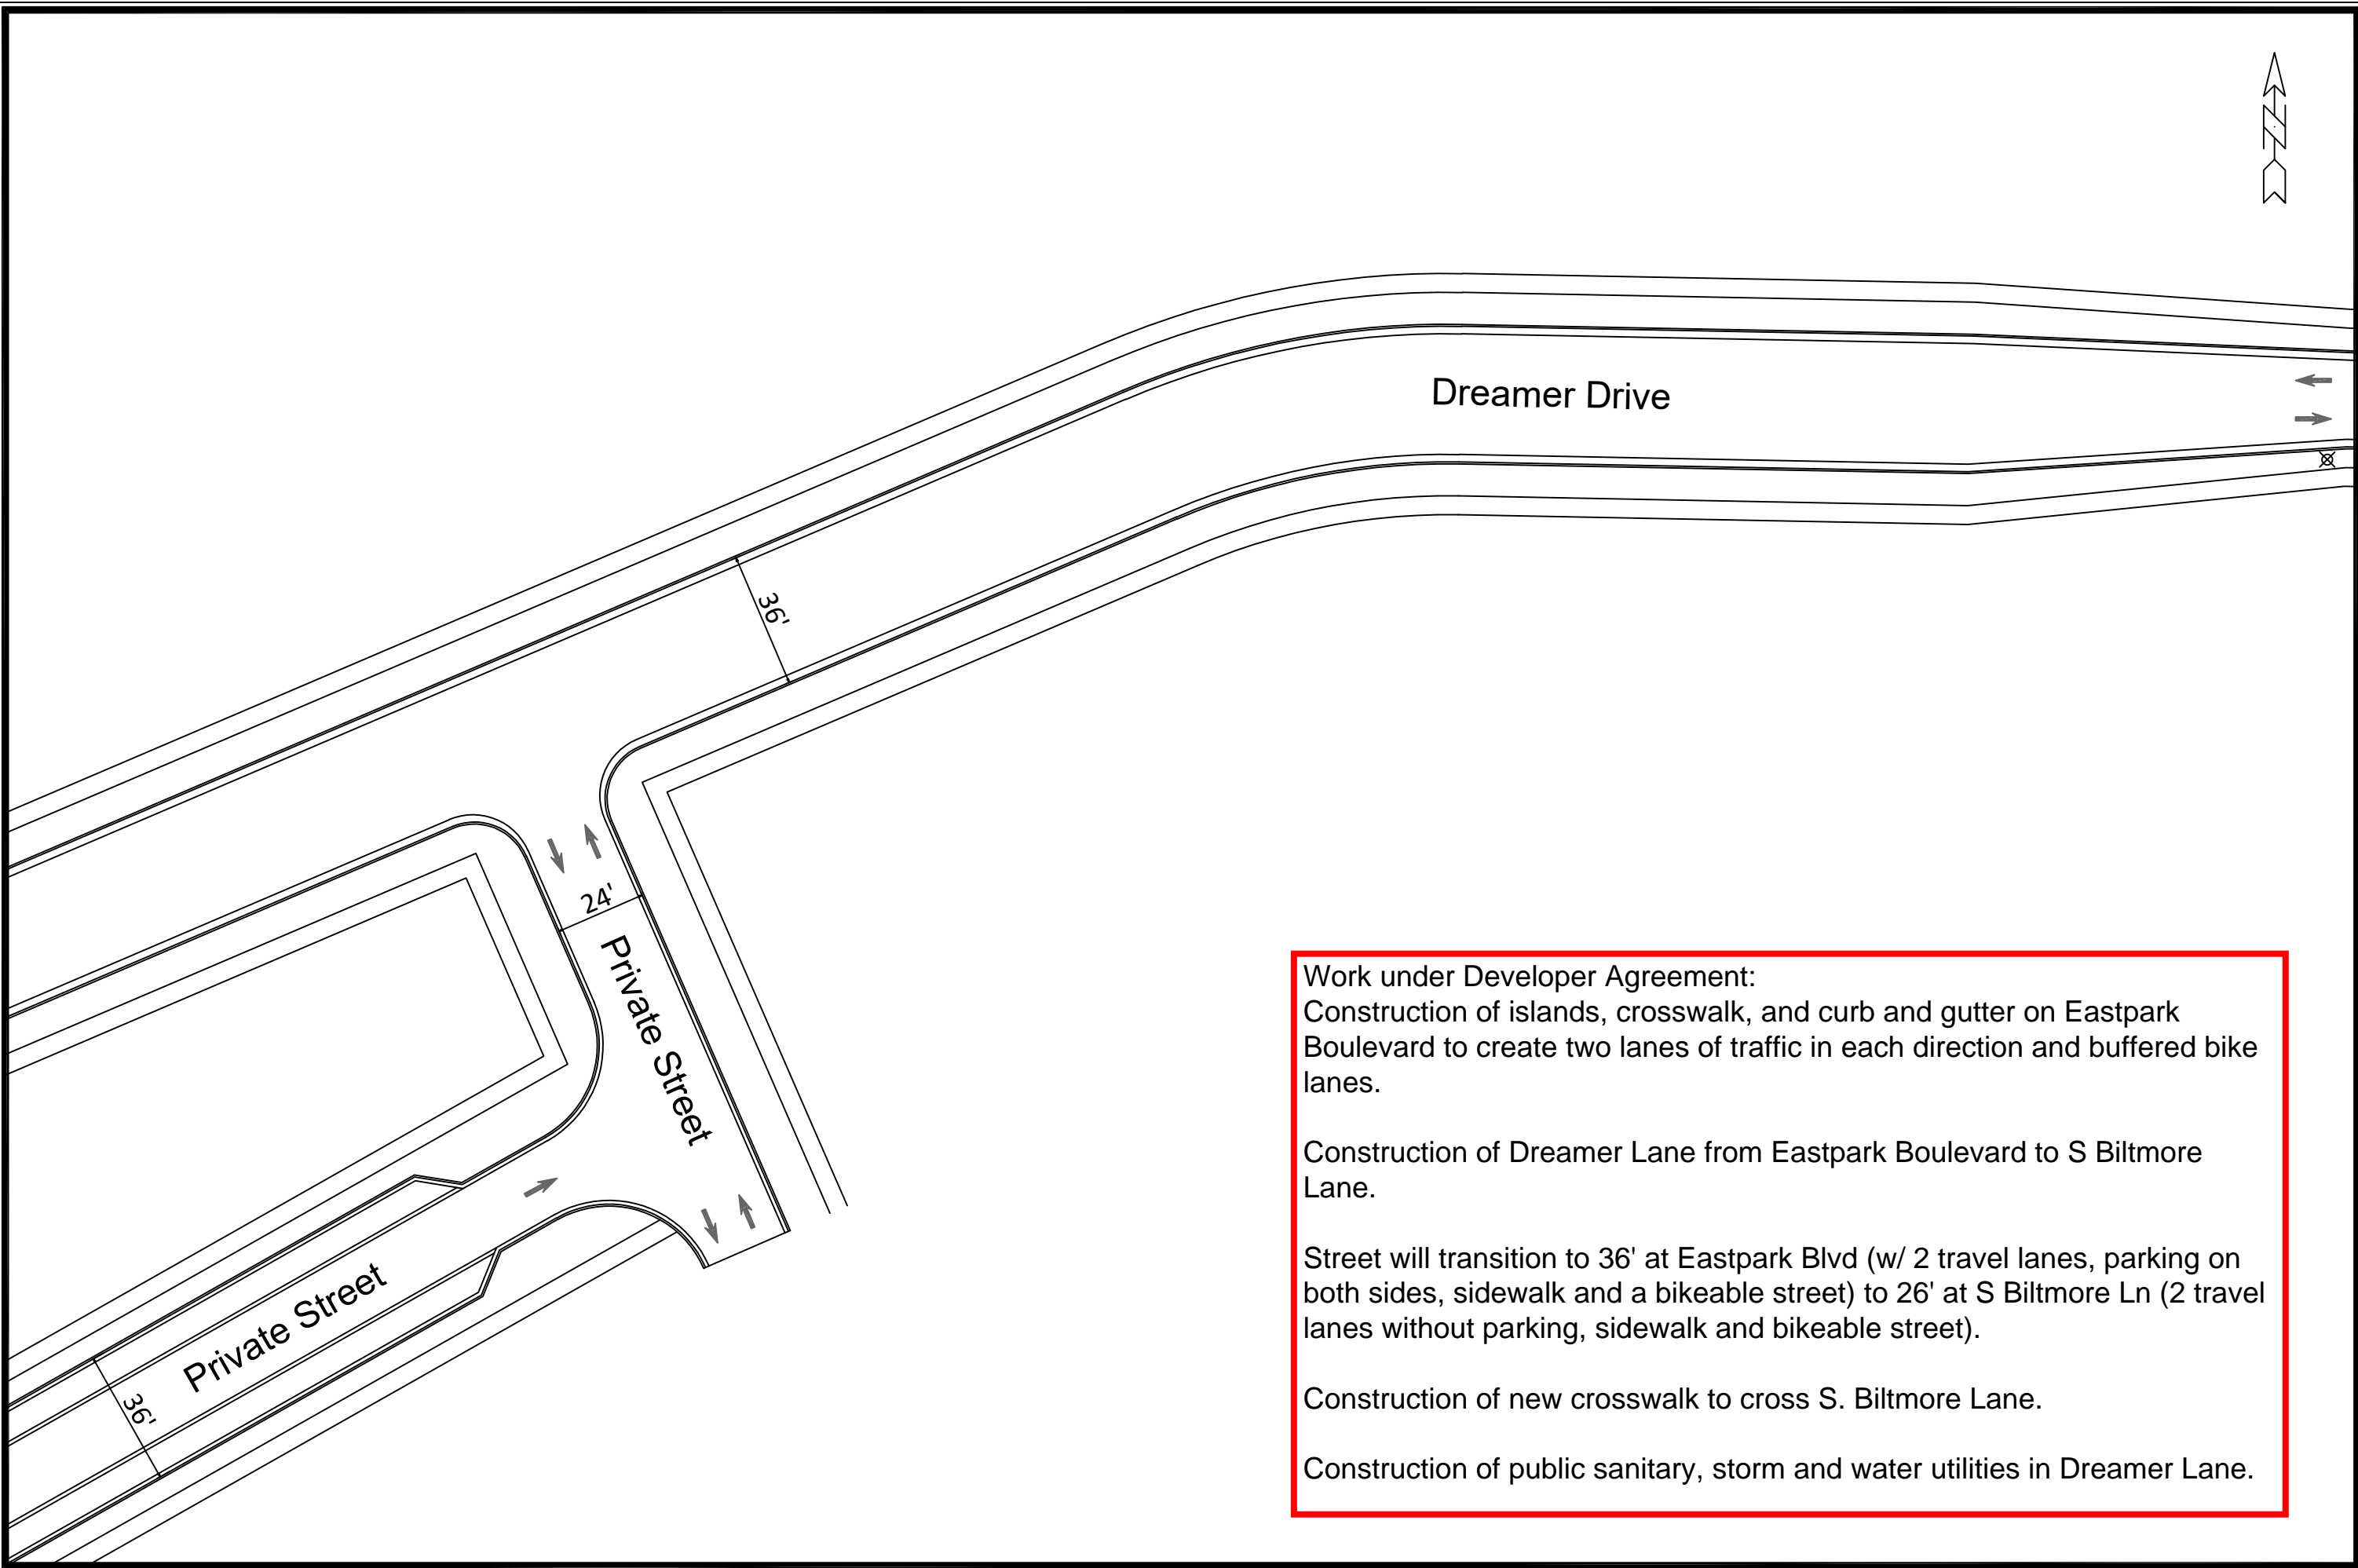 Dreamer Drive
36'
24'
Private Street
Private Street
36'
Work under Developer Agreement:
Construction of islands, crosswalk, and curb and gutter on Eastpark
Boulevard to create two lanes of traffic in each direction and buffered bike
lanes.
Construction of Dreamer Lane from Eastpark Boulevard to S Biltmore
Lane.
Street will transition to 36' at Eastpark Blvd (w/ 2 travel lanes, parking on
both sides, sidewalk and a bikeable street) to 26' at S Biltmore Ln (2 travel
lanes without parking, sidewalk and bikeable street).
Construction of new crosswalk to cross S. Biltmore Lane.
Construction of public sanitary, storm and water utilities in Dreamer Lane.